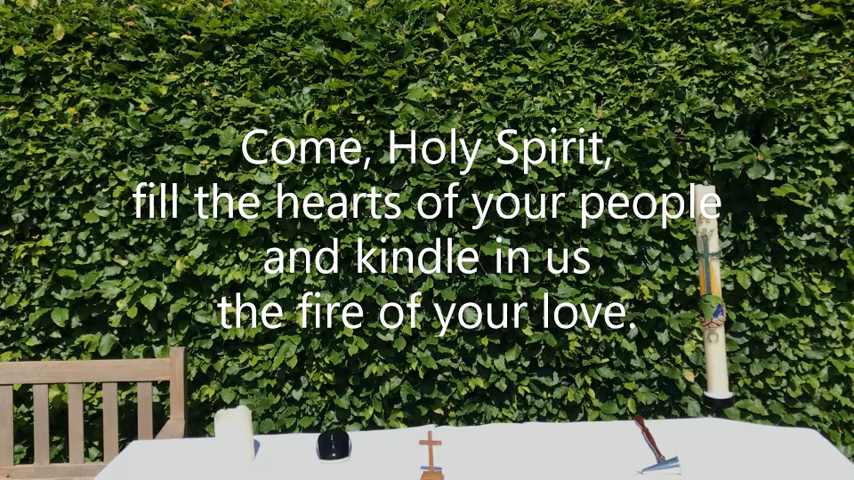 Come, Holy Spirit,
fill the hearts of your people
and kindle in us
the fire of your love.